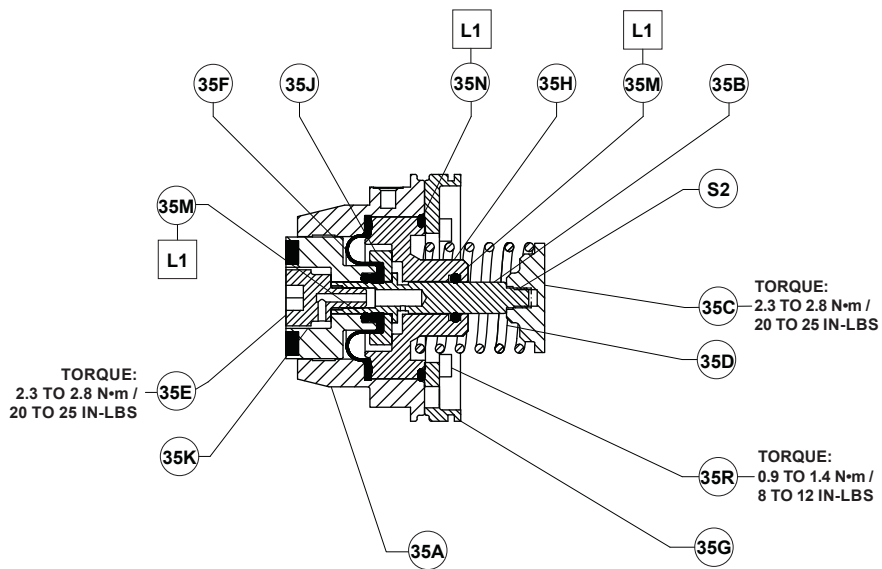 L1
L1
35F
35J
35N
35H
35M
35B
35M
L1
S2
35C
TORQUE:
2.3 TO 2.8 N•m /
20 TO 25 IN-LBS
35D
TORQUE:
2.3 TO 2.8 N•m /
20 TO 25 IN-LBS
35E
35K
35R
TORQUE:
0.9 TO 1.4 N•m /
8 TO 12 IN-LBS
35A
35G